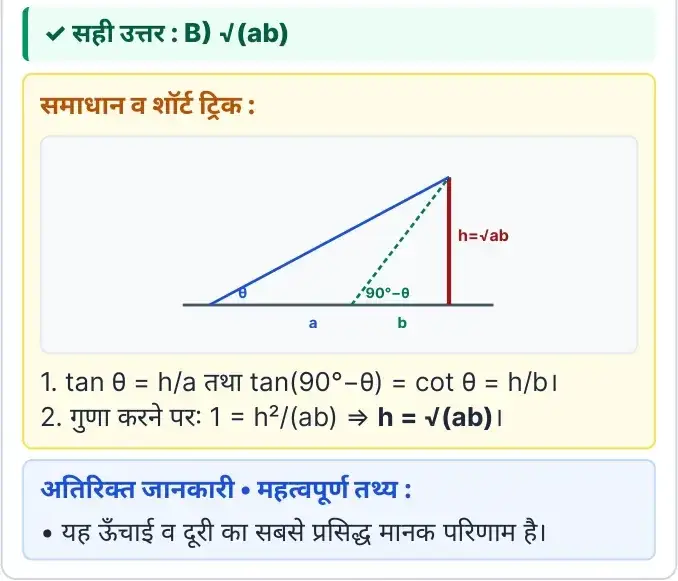 ✓ सही उत्तर : B) √(ab)
समाधान व शॉर्ट ट्रिक :
h=√ab
θ
90°−θ
a
b
1. tan θ = h/a तथा tan(90°−θ) = cot θ = h/b।
2. गुणा करने पर: 1 = h²/(ab) ⇒ h = √(ab)।
अतिरिक्त जानकारी • महत्वपूर्ण तथ्य :
• यह ऊँचाई व दूरी का सबसे प्रसिद्ध मानक परिणाम है।